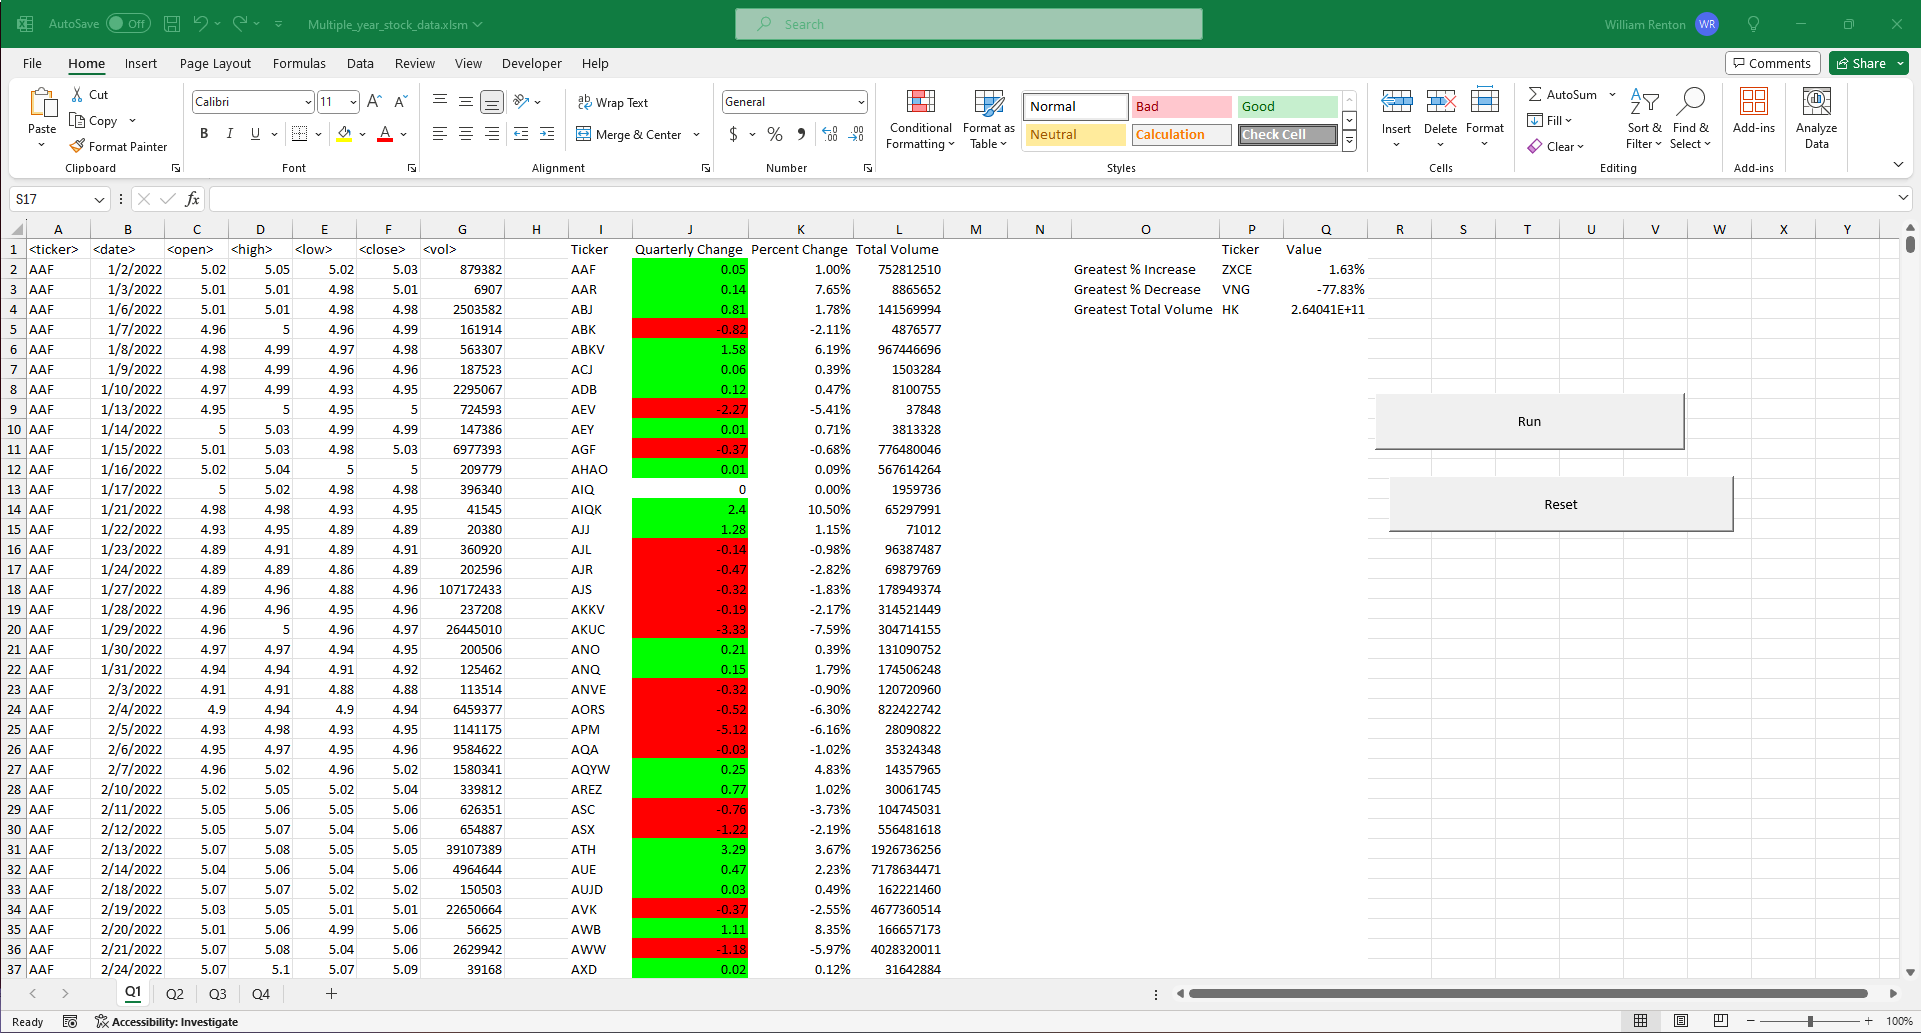 AutoSave Off Multiple_year_stock_data.xlsm Search William Renton WR
File Home Insert Page Layout Formulas Data Review View Developer Help Comments Share
Paste Cut Copy Format Painter Clipboard
Calibri 11 B I U A Font
Wrap Text Merge & Center Alignment
General $ % Number
Conditional Formatting Format as Table Normal Bad Good Neutral Calculation Check Cell Styles
Insert Delete Format Cells
AutoSum Fill Clear Sort & Filter Find & Select Editing
Add-ins Add-ins
Analyze Data
S17 fx
A B C D E F G H I J K L M N O P Q R S T U V W X Y
1 <ticker> <date> <open> <high> <low> <close> <vol> Ticker Quarterly Change Percent Change Total Volume Ticker Value
2 AAF 1/2/2022 5.02 5.05 5.02 5.03 879382 AAF 0.05 1.00% 752812510 Greatest % Increase ZXCE 1.63%
3 AAF 1/3/2022 5.01 5.01 4.98 5.01 6907 AAR 0.14 7.65% 8865652 Greatest % Decrease VNG -77.83%
4 AAF 1/6/2022 5.01 5.01 4.98 4.98 2503582 ABJ 0.81 1.78% 141569994 Greatest Total Volume HK 2.64041E+11
5 AAF 1/7/2022 4.96 5 4.96 4.99 161914 ABK -0.82 -2.11% 4876577
6 AAF 1/8/2022 4.98 4.99 4.97 4.98 563307 ABKV 1.58 6.19% 967446696
7 AAF 1/9/2022 4.98 4.99 4.96 4.96 187523 ACJ 0.06 0.39% 1503284
8 AAF 1/10/2022 4.97 4.99 4.93 4.95 2295067 ADB 0.12 0.47% 8100755
9 AAF 1/13/2022 4.95 5 4.95 5 724593 AEV -2.27 -5.41% 37848
10 AAF 1/14/2022 5 5.03 4.99 4.99 147386 AEY 0.01 0.71% 3813328
11 AAF 1/15/2022 5.01 5.03 4.98 5.03 6977393 AGF -0.37 -0.68% 776480046
12 AAF 1/16/2022 5.02 5.04 5 5 209779 AHAO 0.01 0.09% 567614264
13 AAF 1/17/2022 5 5.02 4.98 4.98 396340 AIQ 0 0.00% 1959736
14 AAF 1/21/2022 4.98 4.98 4.93 4.95 41545 AIQK 2.4 10.50% 65297991
15 AAF 1/22/2022 4.93 4.95 4.89 4.89 20380 AJJ 1.28 1.15% 71012
16 AAF 1/23/2022 4.89 4.91 4.89 4.91 360920 AJL -0.14 -0.98% 96387487
17 AAF 1/24/2022 4.89 4.89 4.86 4.89 202596 AJR -0.47 -2.82% 69879769
18 AAF 1/27/2022 4.89 4.96 4.88 4.96 107172433 AJS -0.32 -1.83% 178949374
19 AAF 1/28/2022 4.96 4.96 4.95 4.96 237208 AKKV -0.19 -2.17% 314521449
20 AAF 1/29/2022 4.96 5 4.96 4.97 26445010 AKUC -3.33 -7.59% 304714155
21 AAF 1/30/2022 4.97 4.97 4.94 4.95 200506 ANO 0.21 0.39% 131090752
22 AAF 1/31/2022 4.94 4.94 4.91 4.92 125462 ANQ 0.15 1.79% 174506248
23 AAF 2/3/2022 4.91 4.91 4.88 4.88 113514 ANVE -0.32 -0.90% 120720960
24 AAF 2/4/2022 4.9 4.94 4.9 4.94 6459377 AORS -0.52 -6.30% 822422742
25 AAF 2/5/2022 4.93 4.98 4.93 4.95 1141175 APM -5.12 -6.16% 28090822
26 AAF 2/6/2022 4.95 4.97 4.95 4.96 9584622 AQA -0.03 -1.02% 35324348
27 AAF 2/7/2022 4.96 5.02 4.96 5.02 1580341 AQYW 0.25 4.83% 14357965
28 AAF 2/10/2022 5.02 5.05 5.02 5.04 339812 AREZ 0.77 1.02% 30061745
29 AAF 2/11/2022 5.05 5.06 5.05 5.06 626351 ASC -0.76 -3.73% 104745031
30 AAF 2/12/2022 5.05 5.07 5.04 5.06 654887 ASX -1.22 -2.19% 556481618
31 AAF 2/13/2022 5.07 5.08 5.05 5.05 39107389 ATH 3.29 3.67% 1926736256
32 AAF 2/14/2022 5.04 5.06 5.04 5.06 4964644 AUE 0.47 2.23% 7178634471
33 AAF 2/18/2022 5.07 5.07 5.02 5.02 150503 AUJD 0.03 0.49% 162221460
34 AAF 2/19/2022 5.03 5.05 5.01 5.01 22650664 AVK -0.37 -2.55% 4677360514
35 AAF 2/20/2022 5.01 5.06 4.99 5.06 56625 AWB 1.11 8.35% 166657173
36 AAF 2/21/2022 5.07 5.08 5.04 5.06 2629942 AWW -1.18 -5.97% 4028320011
37 AAF 2/24/2022 5.07 5.1 5.07 5.09 39168 AXD 0.02 0.12% 31642884
Run
Reset
Q1 Q2 Q3 Q4 +
Ready Accessibility: Investigate 100%